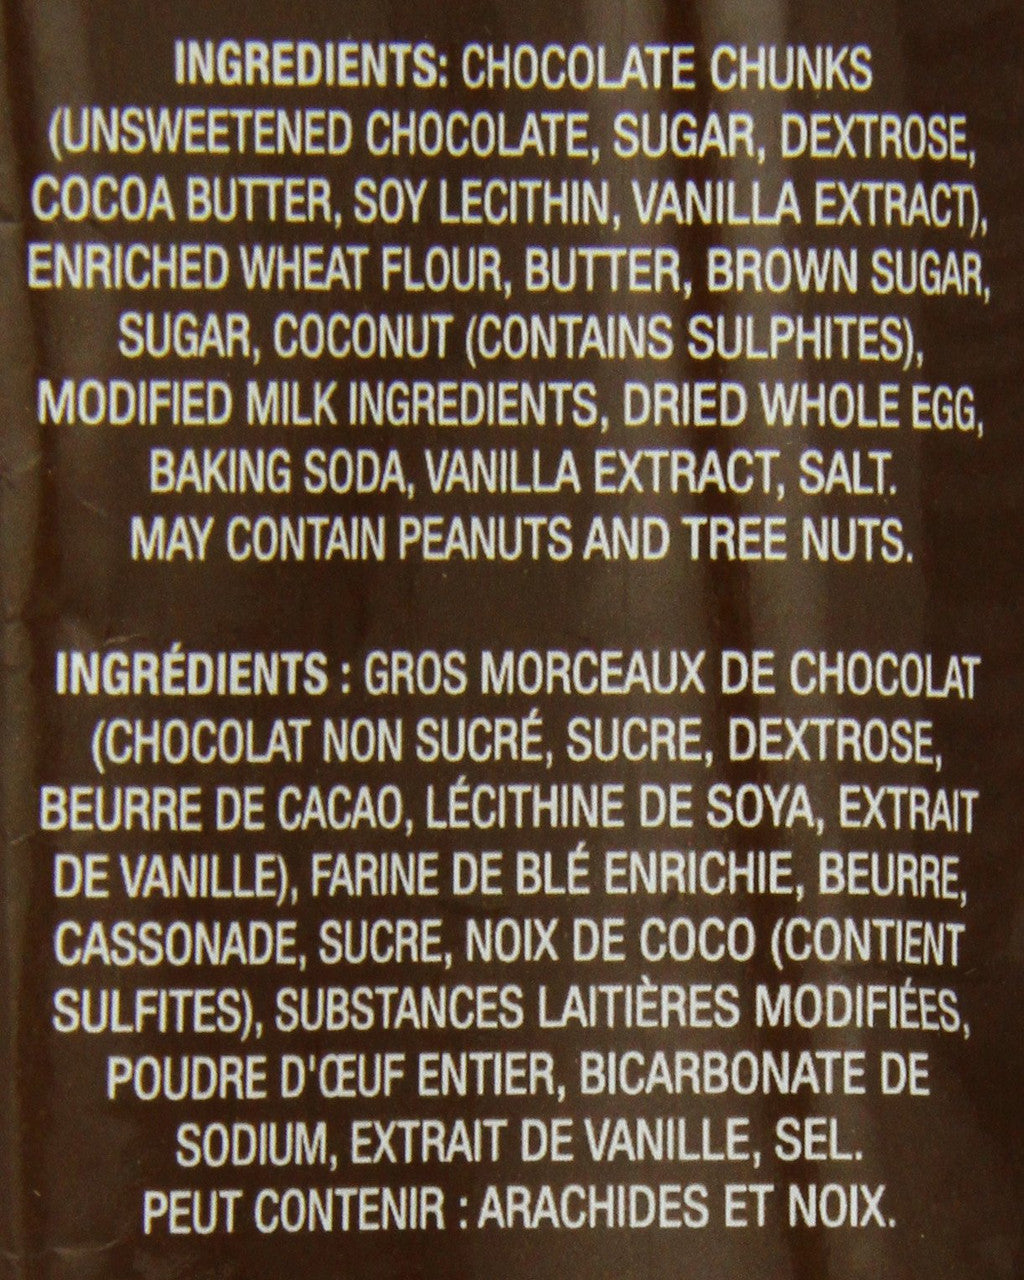 INGREDIENTS: CHOCOLATE CHUNKS
(UNSWEETENED CHOCOLATE, SUGAR, DEXTROSE,
COCOA BUTTER, SOY LECITHIN, VANILLA EXTRACT),
ENRICHED WHEAT FLOUR, BUTTER, BROWN SUGAR,
SUGAR, COCONUT (CONTAINS SULPHITES),
MODIFIED MILK INGREDIENTS, DRIED WHOLE EGG,
BAKING SODA, VANILLA EXTRACT, SALT.
MAY CONTAIN PEANUTS AND TREE NUTS.
INGRÉDIENTS : GROS MORCEAUX DE CHOCOLAT
(CHOCOLAT NON SUCRÉ, SUCRE, DEXTROSE,
BEURRE DE CACAO, LÉCITHINE DE SOYA, EXTRAIT
DE VANILLE), FARINE DE BLÉ ENRICHIE, BEURRE,
CASSONADE, SUCRE, NOIX DE COCO (CONTIENT
SULFITES), SUBSTANCES LAITIÈRES MODIFIÉES,
POUDRE D'ŒUF ENTIER, BICARBONATE DE
SODIUM, EXTRAIT DE VANILLE, SEL.
PEUT CONTENIR : ARACHIDES ET NOIX.